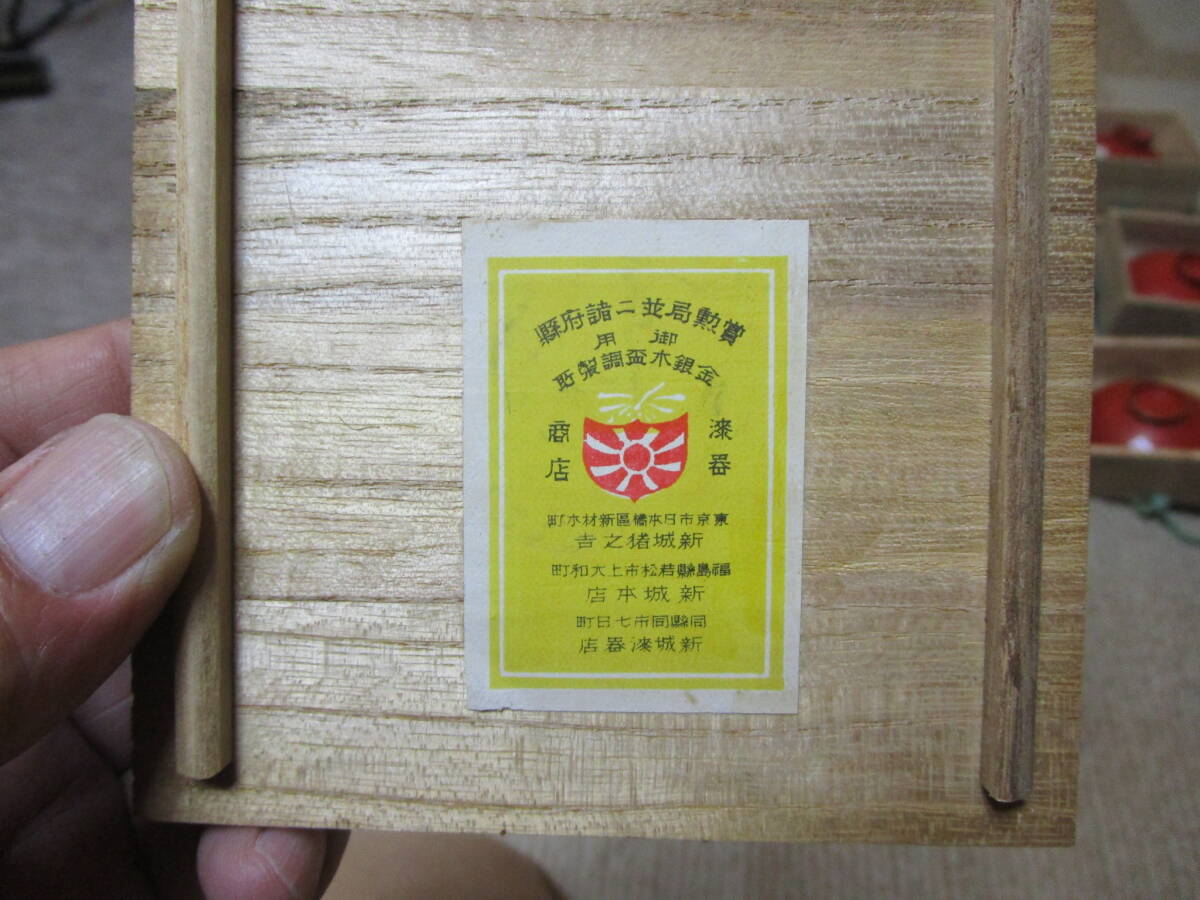 賞勲局並ニ諸府縣
御用
金銀木盃調製所
漆器
商店
東京市日本橋區新材木町
新城猪之吉
福島縣若松市上大和町
新城本店
同縣同市七日町
新城漆器店